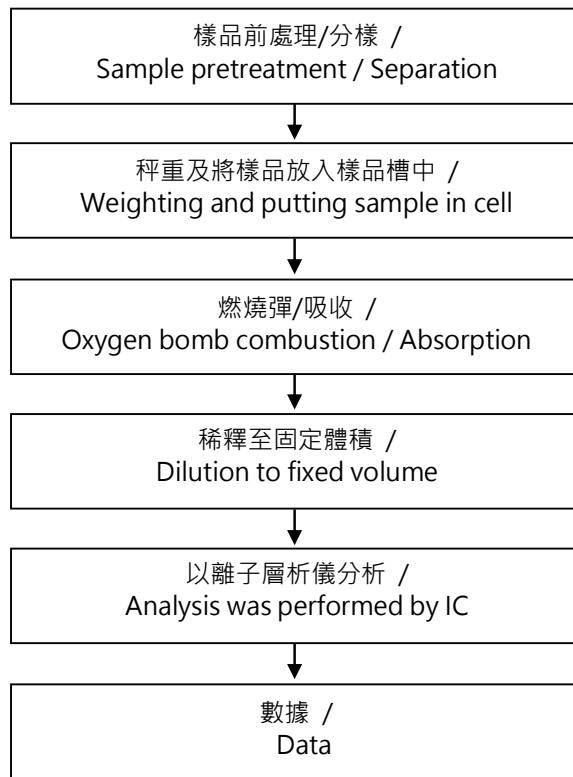 樣品前處理/分樣 /
Sample pretreatment / Separation
秤重及將樣品放入樣品槽中 /
Weighting and putting sample in cell
燃燒彈/吸收 /
Oxygen bomb combustion / Absorption
稀釋至固定體積 /
Dilution to fixed volume
以離子層析儀分析 /
Analysis was performed by IC
數據 /
Data